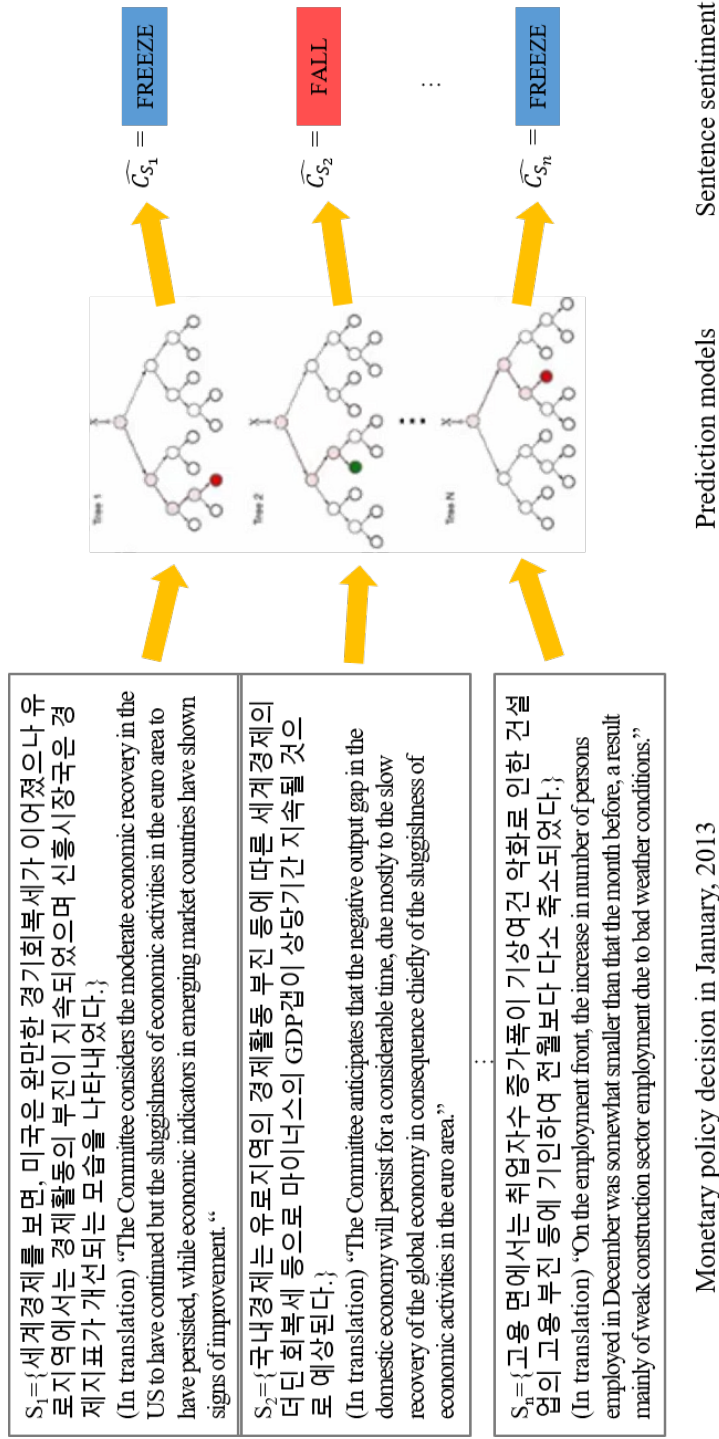 S₁={세계경제를 보면, 미국은 완만한 경기회복세가 이어졌으나 유
로지역에서는 경제활동의 부진이 지속되었으며 신흥시장국은 경
제지표가 개선되는 모습을 나타내었다.}
(In translation) “The Committee considers the moderate economic recovery in the
US to have continued but the sluggishness of economic activities in the euro area to
have persisted, while economic indicators in emerging market countries have shown
signs of improvement. “
S₂={국내경제는 유로지역의 경제활동 부진 등에 따른 세계경제의
더딘 회복세 등으로 마이너스의 GDP갭이 상당기간 지속될 것으
로 예상된다.}
(In translation) “The Committee anticipates that the negative output gap in the
domestic economy will persist for a considerable time, due mostly to the slow
recovery of the global economy in consequence chiefly of the sluggishness of
economic activities in the euro area.”
⋮
Sₙ={고용 면에서는 취업자수 증가폭이 기상여건 악화로 인한 건설
업의 고용 부진 등에 기인하여 전월보다 다소 축소되었다.}
(In translation) “On the employment front, the increase in number of persons
employed in December was somewhat smaller than that the month before, a result
mainly of weak construction sector employment due to bad weather conditions.”
Monetary policy decision in January, 2013
Tree 1
X
Tree 2
X
...
Tree N
X
Prediction models
Ĉ_S₁ = FREEZE
Ĉ_S₂ = FALL
⋮
Ĉ_Sₙ = FREEZE
Sentence sentiment